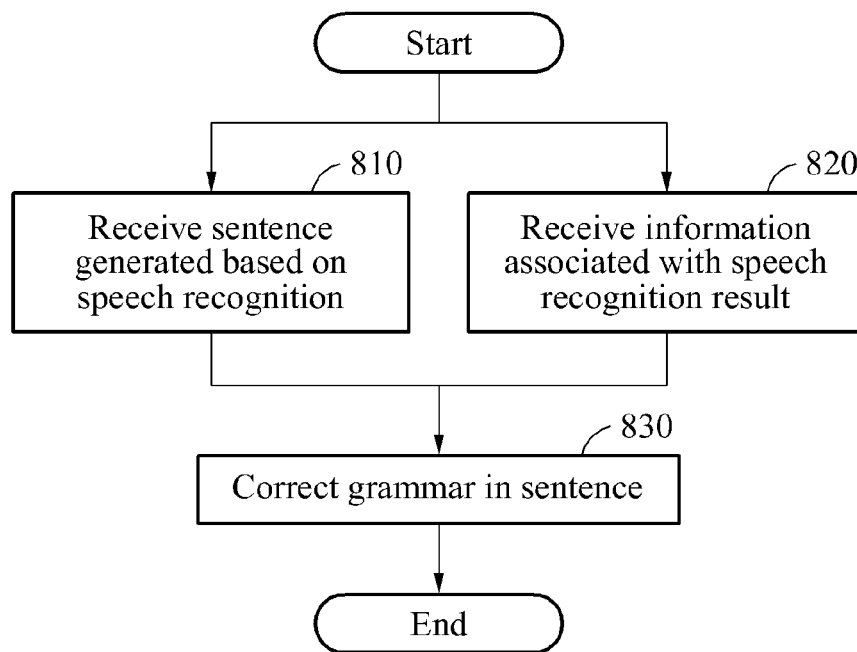 Start
810
Receive sentence
generated based on
speech recognition
820
Receive information
associated with speech
recognition result
830
Correct grammar in sentence
End